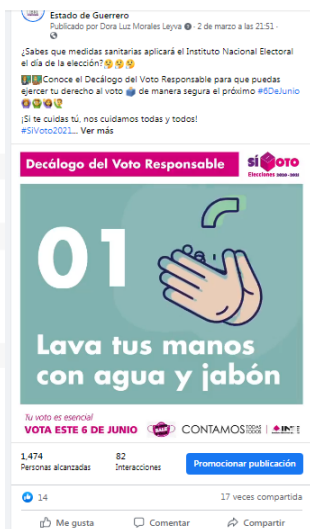 Estado de Guerrero
Publicado por Dora Luz Morales Leyva · 2 de marzo a las 21:51 ·
¿Sabes que medidas sanitarias aplicará el Instituto Nacional Electoral
el día de la elección?
Conoce el Decálogo del Voto Responsable para que puedas
ejercer tu derecho al voto de manera segura el próximo #6DeJunio
¡Si te cuidas tú, nos cuidamos todas y todos!
#SiVoto2021... Ver más
Decálogo del Voto Responsable
SÍ VOTO
Elecciones 2020-2021
01
Lava tus manos
con agua y jabón
Tu voto es esencial
VOTA ESTE 6 DE JUNIO
CONTAMOS TODAS TODOS
INE
1,474
Personas alcanzadas
82
Interacciones
Promocionar publicación
14
17 veces compartida
Me gusta
Comentar
Compartir